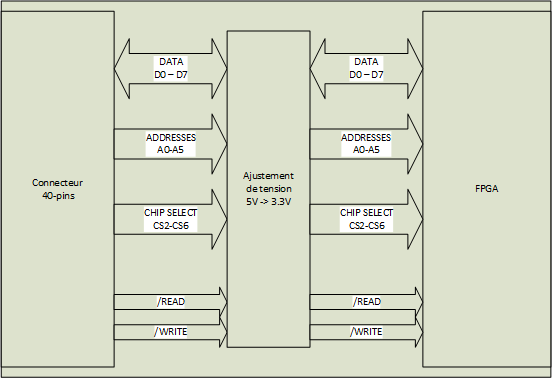 DATA
D0 – D7
DATA
D0 – D7
ADDRESSES
A0-A5
ADDRESSES
A0-A5
Connecteur
40-pins
Ajustement
de tension
5V -> 3.3V
FPGA
CHIP SELECT
CS2-CS6
CHIP SELECT
CS2-CS6
/READ
/READ
/WRITE
/WRITE